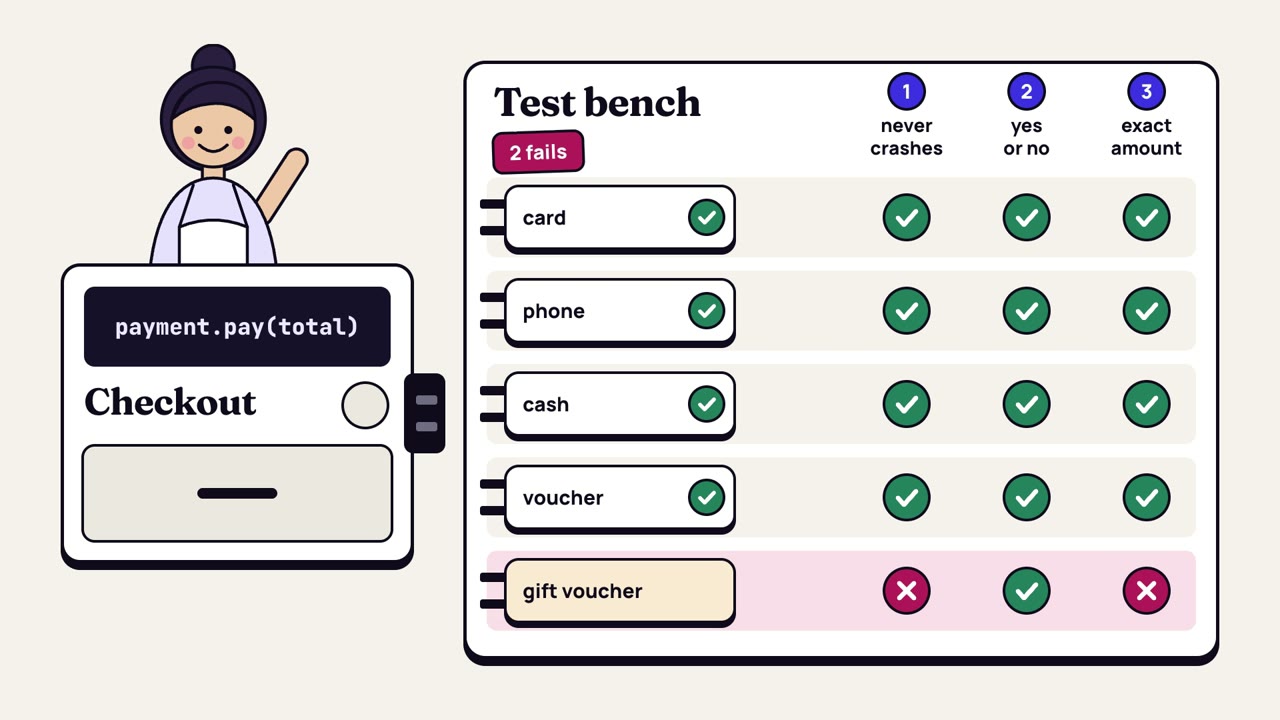 payment.pay(total)
Checkout
Test bench
2 fails
1
never
crashes
2
yes
or no
3
exact
amount
card
phone
cash
voucher
gift voucher